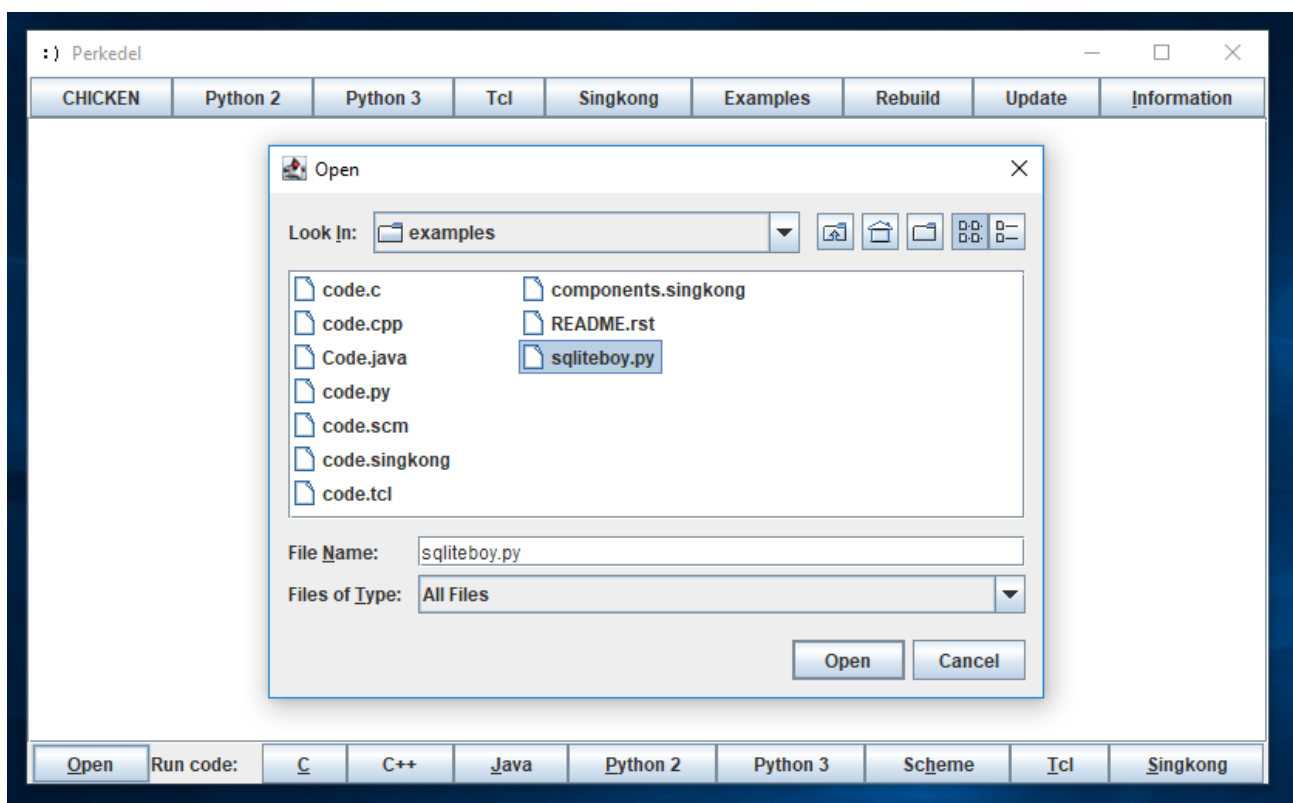 :) Perkedel
CHICKEN Python 2 Python 3 Tcl Singkong Examples Rebuild Update Information
Open
Look In: examples
code.c components.singkong
code.cpp README.rst
Code.java sqliteboy.py
code.py
code.scm
code.singkong
code.tcl
File Name: sqliteboy.py
Files of Type: All Files
Open Cancel
Open Run code: C C++ Java Python 2 Python 3 Scheme Tcl Singkong